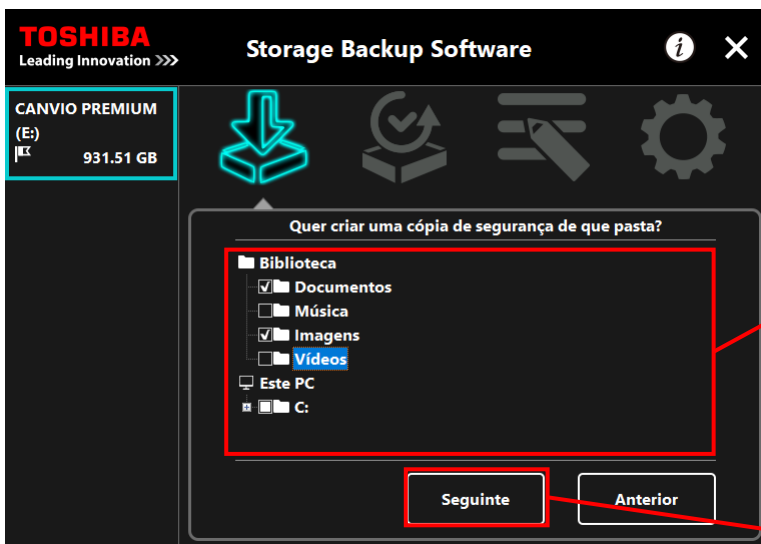 TOSHIBA
Leading Innovation >>>
Storage Backup Software
i
CANVIO PREMIUM
(E:)
931.51 GB
Quer criar uma cópia de segurança de que pasta?
Biblioteca
Documentos
Música
Imagens
Vídeos
Este PC
C:
Seguinte
Anterior